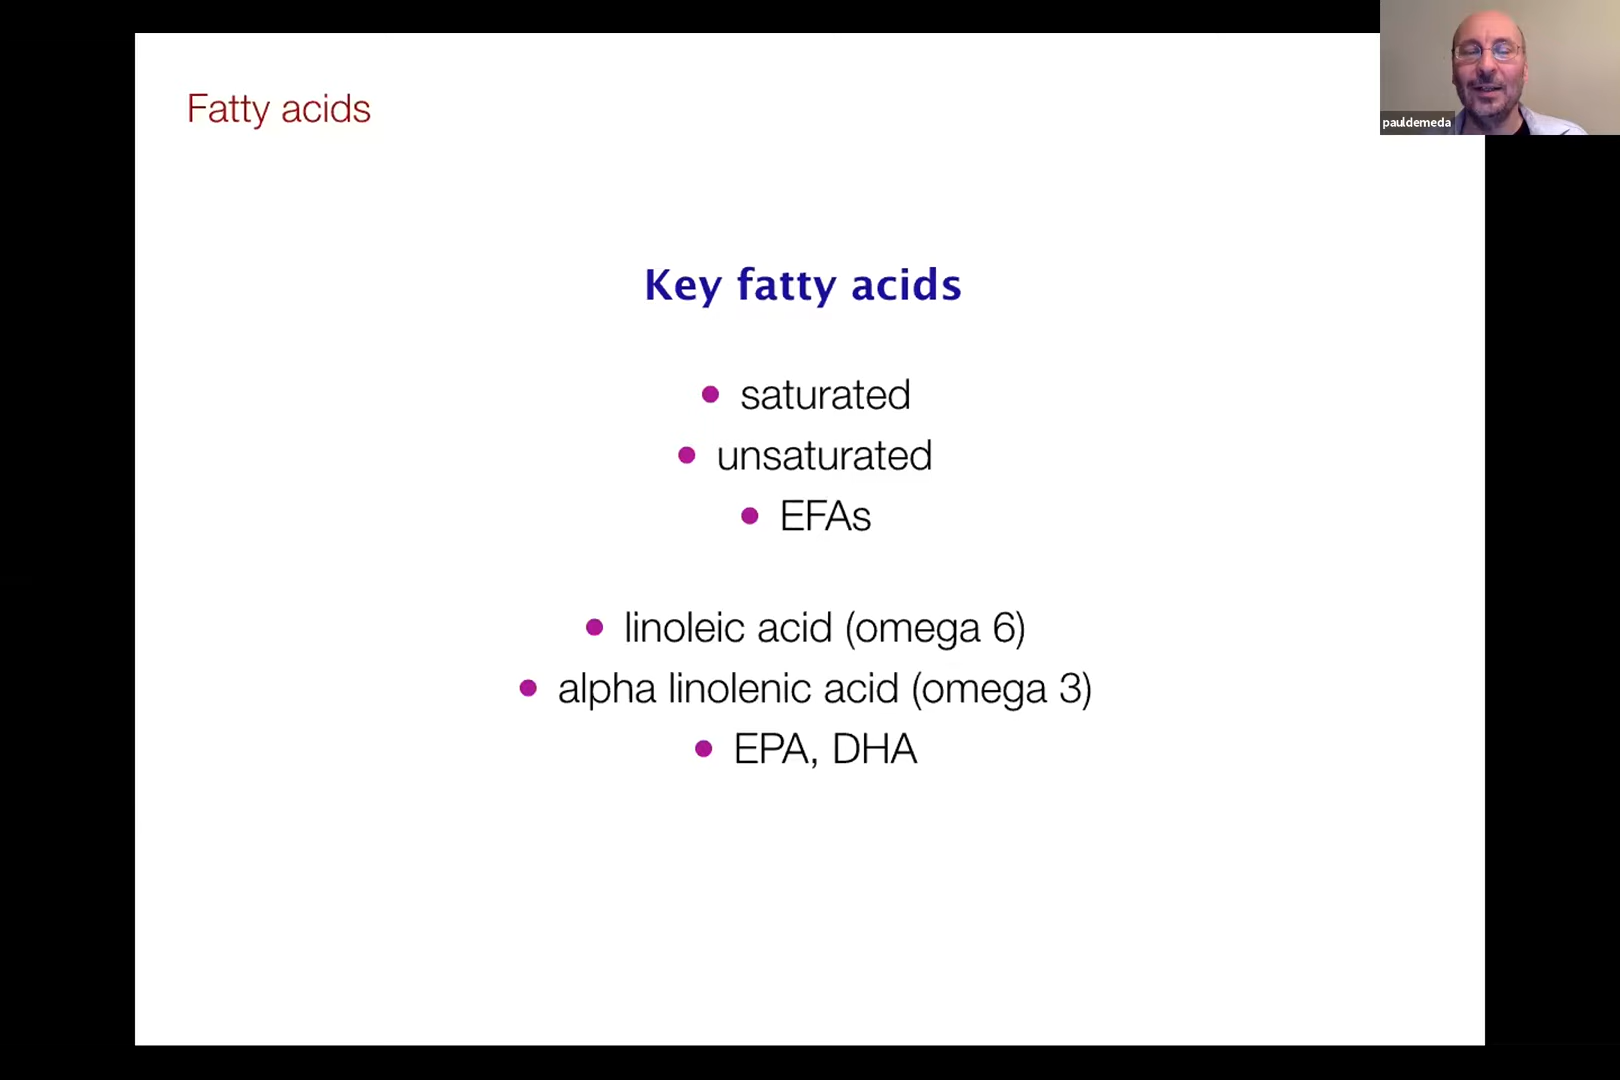 Fatty acids
pauldemeda
Key fatty acids
• saturated
• unsaturated
• EFAs
• linoleic acid (omega 6)
• alpha linolenic acid (omega 3)
• EPA, DHA